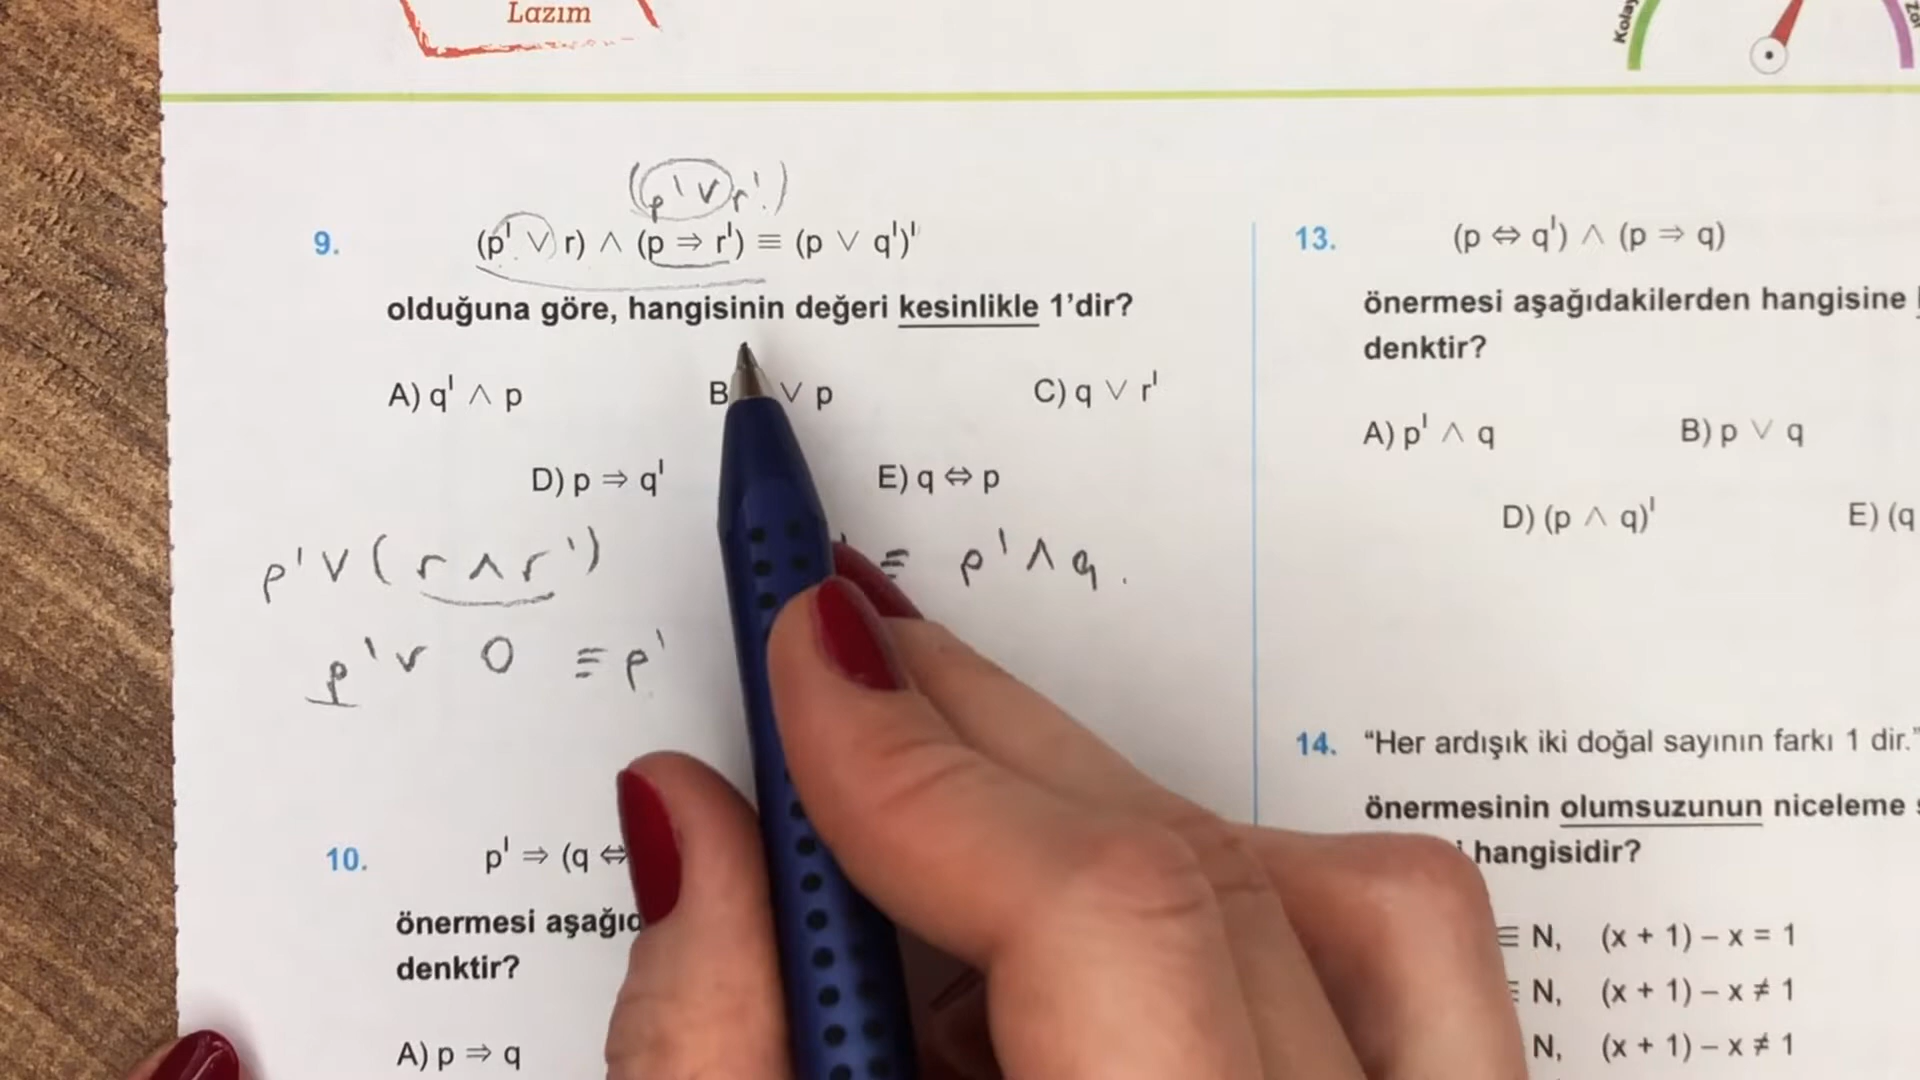 Lazım
Kolay
(p' ∨ r')
9. (p' ∨ r) ∧ (p ⇒ r') ≡ (p ∨ q')'
olduğuna göre, hangisinin değeri kesinlikle 1'dir?
A) q' ∧ p B ∨ p C) q ∨ r'
D) p ⇒ q' E) q ⇔ p
p' ∨ ( r ∧ r' ) ≡ p' ∧ q .
p' ∨ 0 ≡ p'
10. p' ⇒ (q ⇔
önermesi aşağıd
denktir?
A) p ⇒ q
13. (p ⇔ q') ∧ (p ⇒ q)
önermesi aşağıdakilerden hangisine
denktir?
A) p' ∧ q B) p ∨ q
D) (p ∧ q)' E) (q
14. "Her ardışık iki doğal sayının farkı 1 dir."
önermesinin olumsuzunun niceleme
hangisidir?
∈ N, (x + 1) – x = 1
∈ N, (x + 1) – x ≠ 1
N, (x + 1) – x ≠ 1